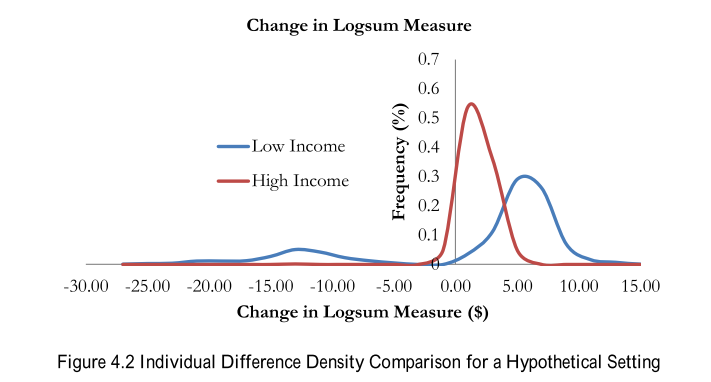 Change in Logsum Measure
0.7
0.6
0.5
0.4
0.3
0.2
0.1
0
Frequency (%)
Low Income
High Income
-30.00 -25.00 -20.00 -15.00 -10.00 -5.00 0.00 5.00 10.00 15.00
Change in Logsum Measure ($)
Figure 4.2 Individual Difference Density Comparison for a Hypothetical Setting